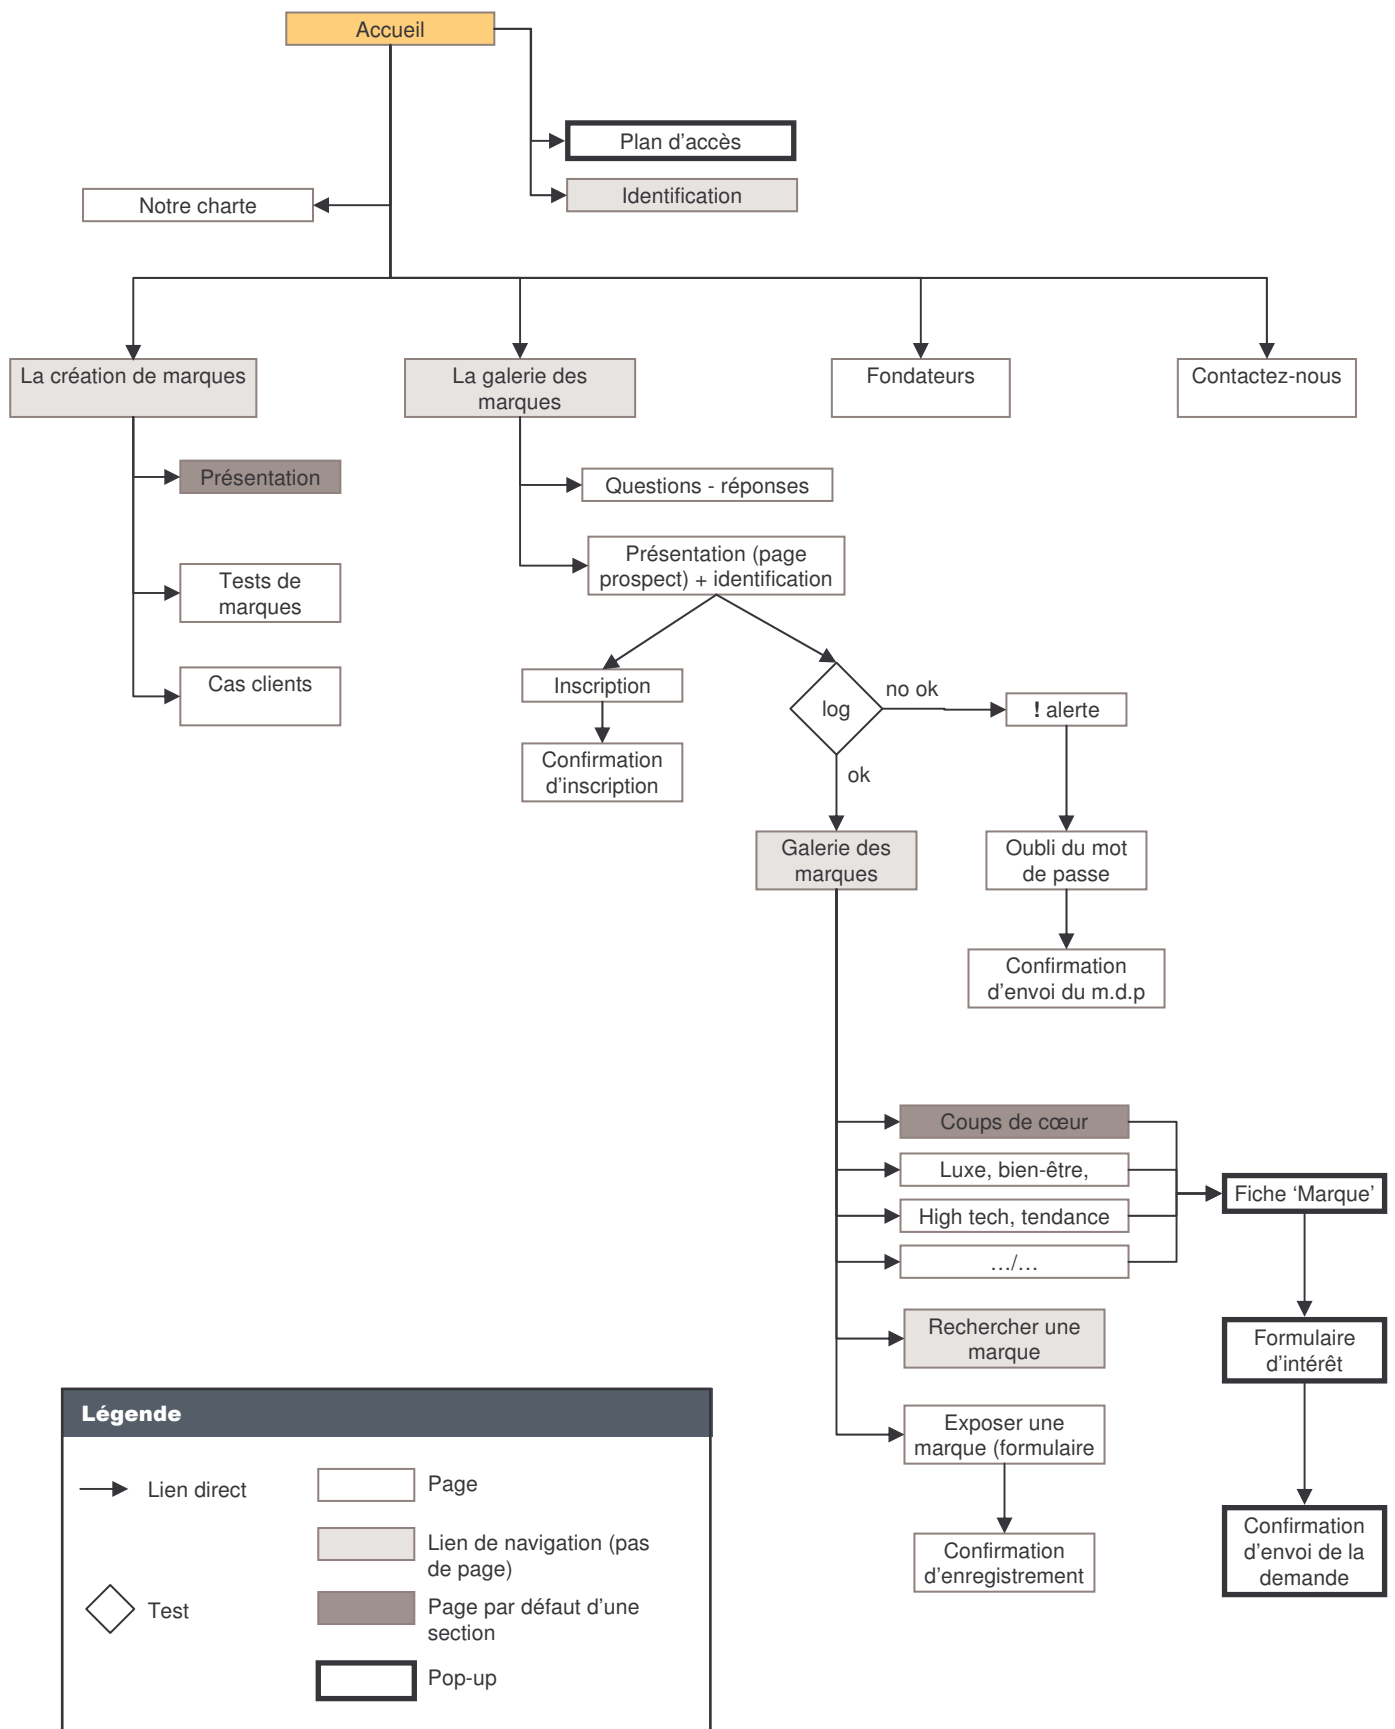 Accueil
Plan d'accès
Identification
Notre charte
La création de marques
La galerie des
marques
Fondateurs
Contactez-nous
Présentation
Tests de
marques
Cas clients
Questions - réponses
Présentation (page
prospect) + identification
Inscription
Confirmation
d'inscription
log
no ok
ok
! alerte
Oubli du mot
de passe
Confirmation
d'envoi du m.d.p
Galerie des
marques
Coups de cœur
Luxe, bien-être,
High tech, tendance
…/…
Rechercher une
marque
Exposer une
marque (formulaire
Confirmation
d'enregistrement
Fiche ‘Marque’
Formulaire
d'intérêt
Confirmation
d'envoi de la
demande
Légende
Lien direct
Test
Page
Lien de navigation (pas
de page)
Page par défaut d'une
section
Pop-up